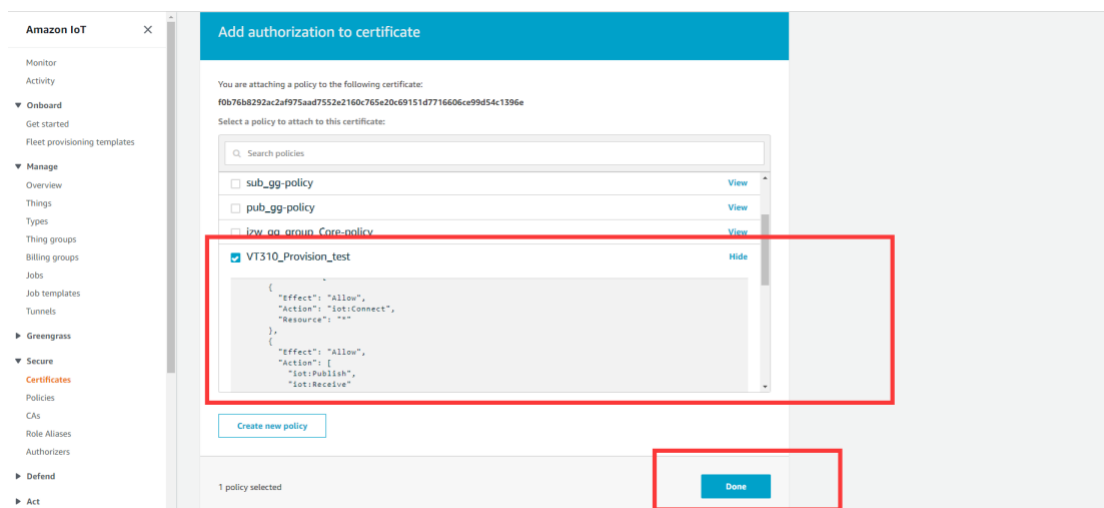 Amazon IoT
Monitor
Activity
Onboard
Get started
Fleet provisioning templates
Manage
Overview
Things
Types
Thing groups
Billing groups
Jobs
Job templates
Tunnels
Greengrass
Secure
Certificates
Policies
CAs
Role Aliases
Authorizers
Defend
Act
Add authorization to certificate
You are attaching a policy to the following certificate:
f0b76b8292ac2af975aad7552e2160c765e20c69151d7716606ce99d54c1396e
Select a policy to attach to this certificate:
Search policies
sub_gg-policy View
pub_gg-policy View
izw_gg_group_Core-policy View
VT310_Provision_test Hide
{
"Effect": "Allow",
"Action": "iot:Connect",
"Resource": "*"
},
{
"Effect": "Allow",
"Action": [
"iot:Publish",
"iot:Receive"
Create new policy
1 policy selected
Done